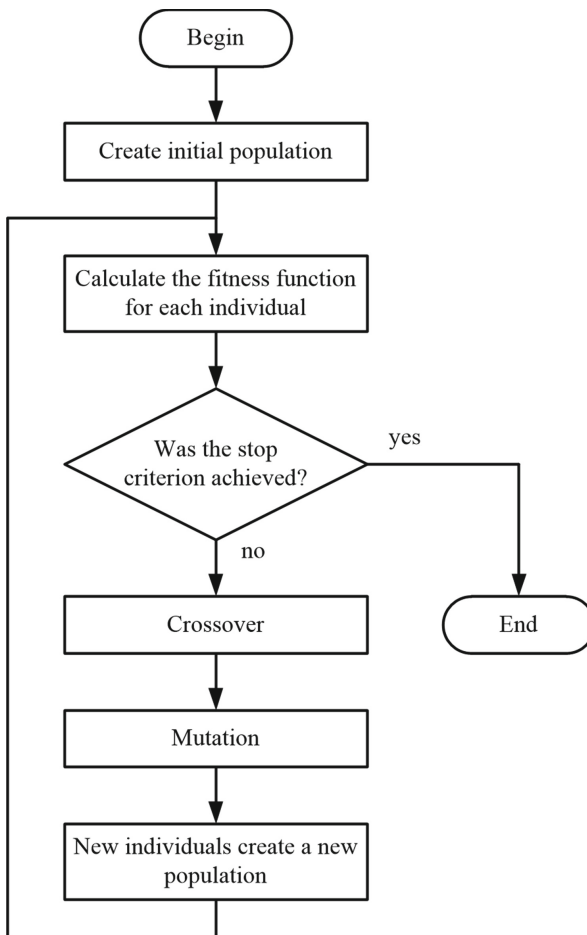 Begin
Create initial population
Calculate the fitness function
for each individual
Was the stop
criterion achieved?
yes
no
Crossover
End
Mutation
New individuals create a new
population